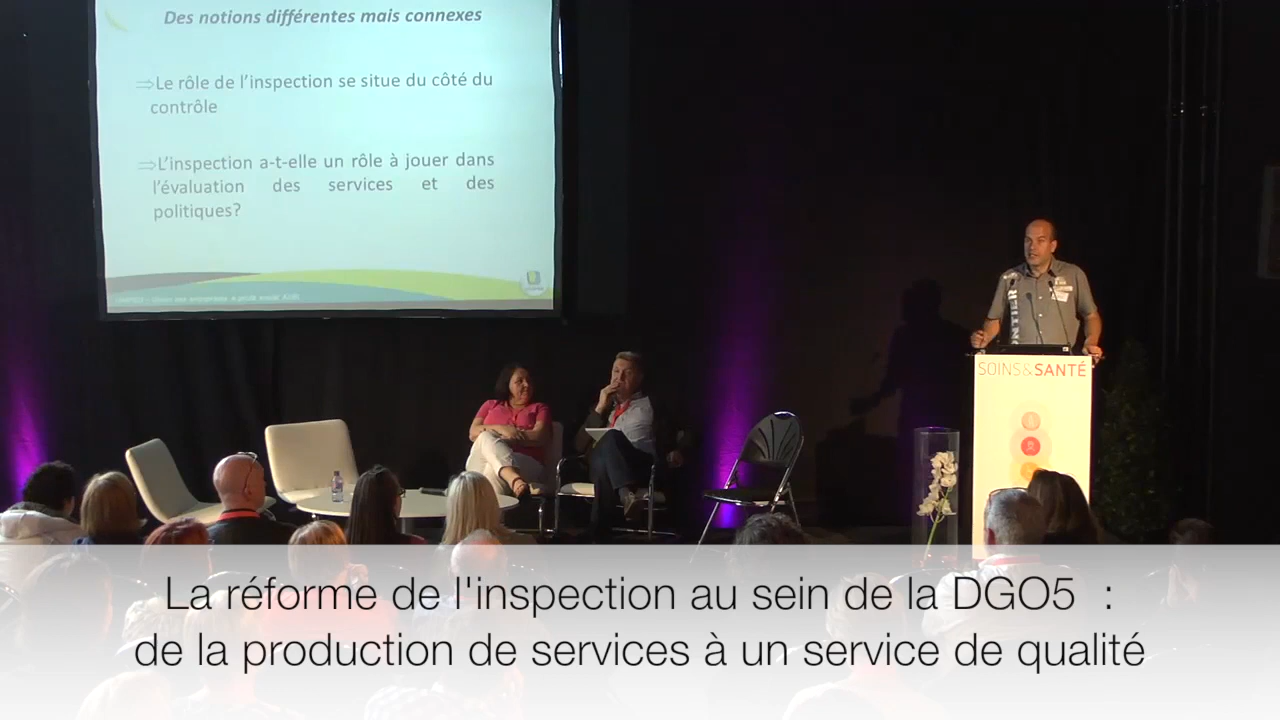 Des notions différentes mais connexes
⇒Le rôle de l'inspection se situe du côté du
contrôle
⇒L'inspection a-t-elle un rôle à jouer dans
l'évaluation des services et des
politiques?
SOINS&SANTÉ
La réforme de l'inspection au sein de la DGO5 :
de la production de services à un service de qualité